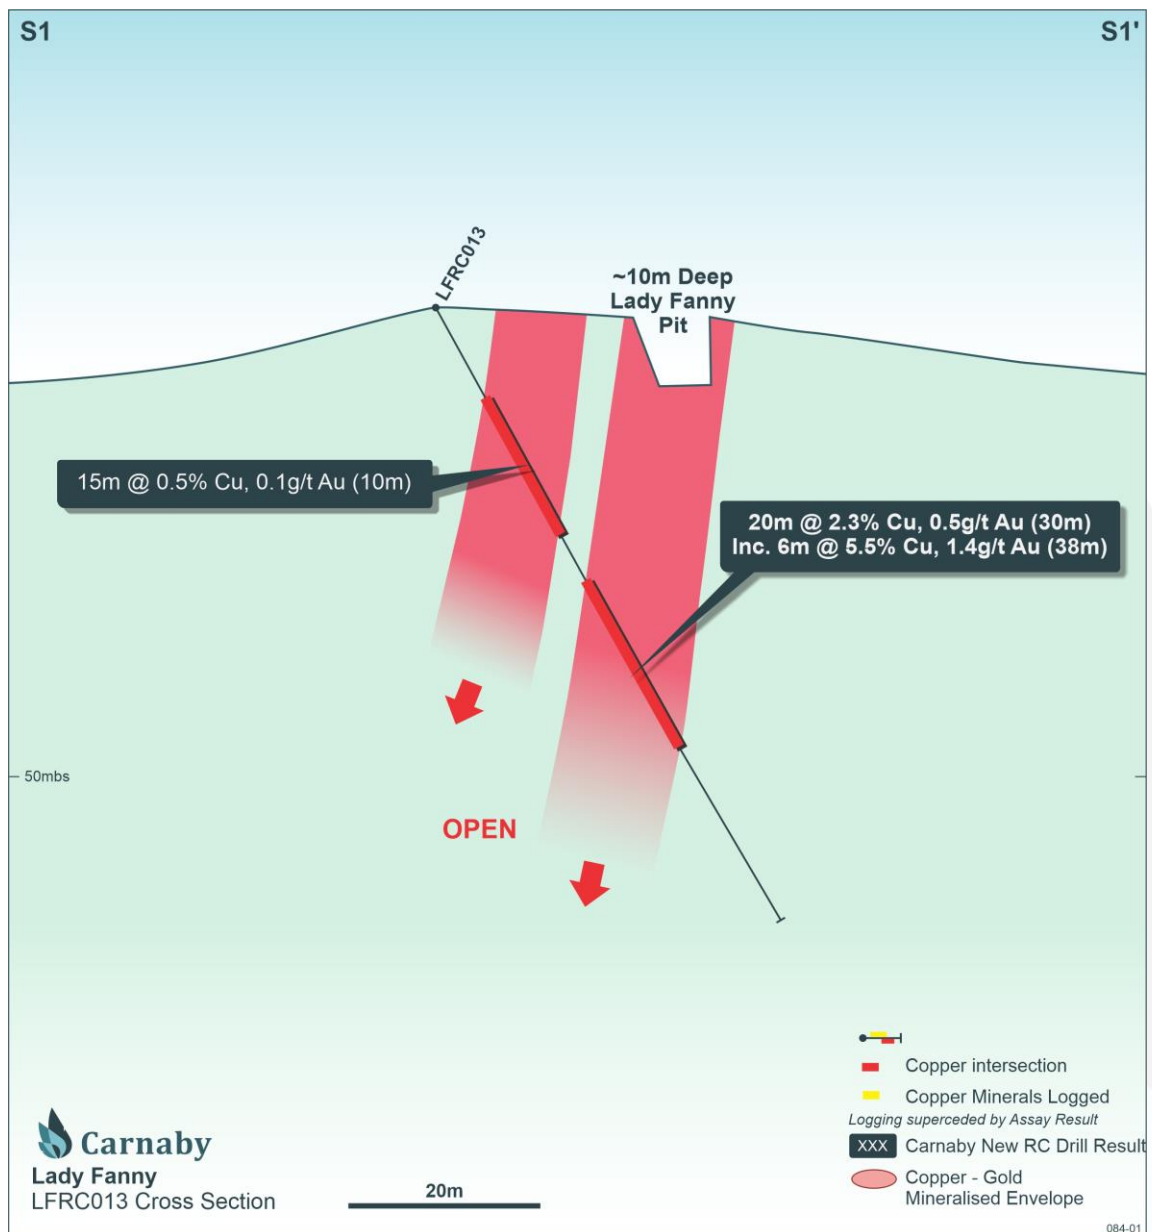 S1
S1'
LFRC013
~10m Deep
Lady Fanny
Pit
15m @ 0.5% Cu, 0.1g/t Au (10m)
20m @ 2.3% Cu, 0.5g/t Au (30m)
Inc. 6m @ 5.5% Cu, 1.4g/t Au (38m)
50mbs
OPEN
Copper intersection
Copper Minerals Logged
Logging superceded by Assay Result
XXX Carnaby New RC Drill Result
Copper - Gold
Mineralised Envelope
Carnaby
Lady Fanny
LFRC013 Cross Section
20m
084-01